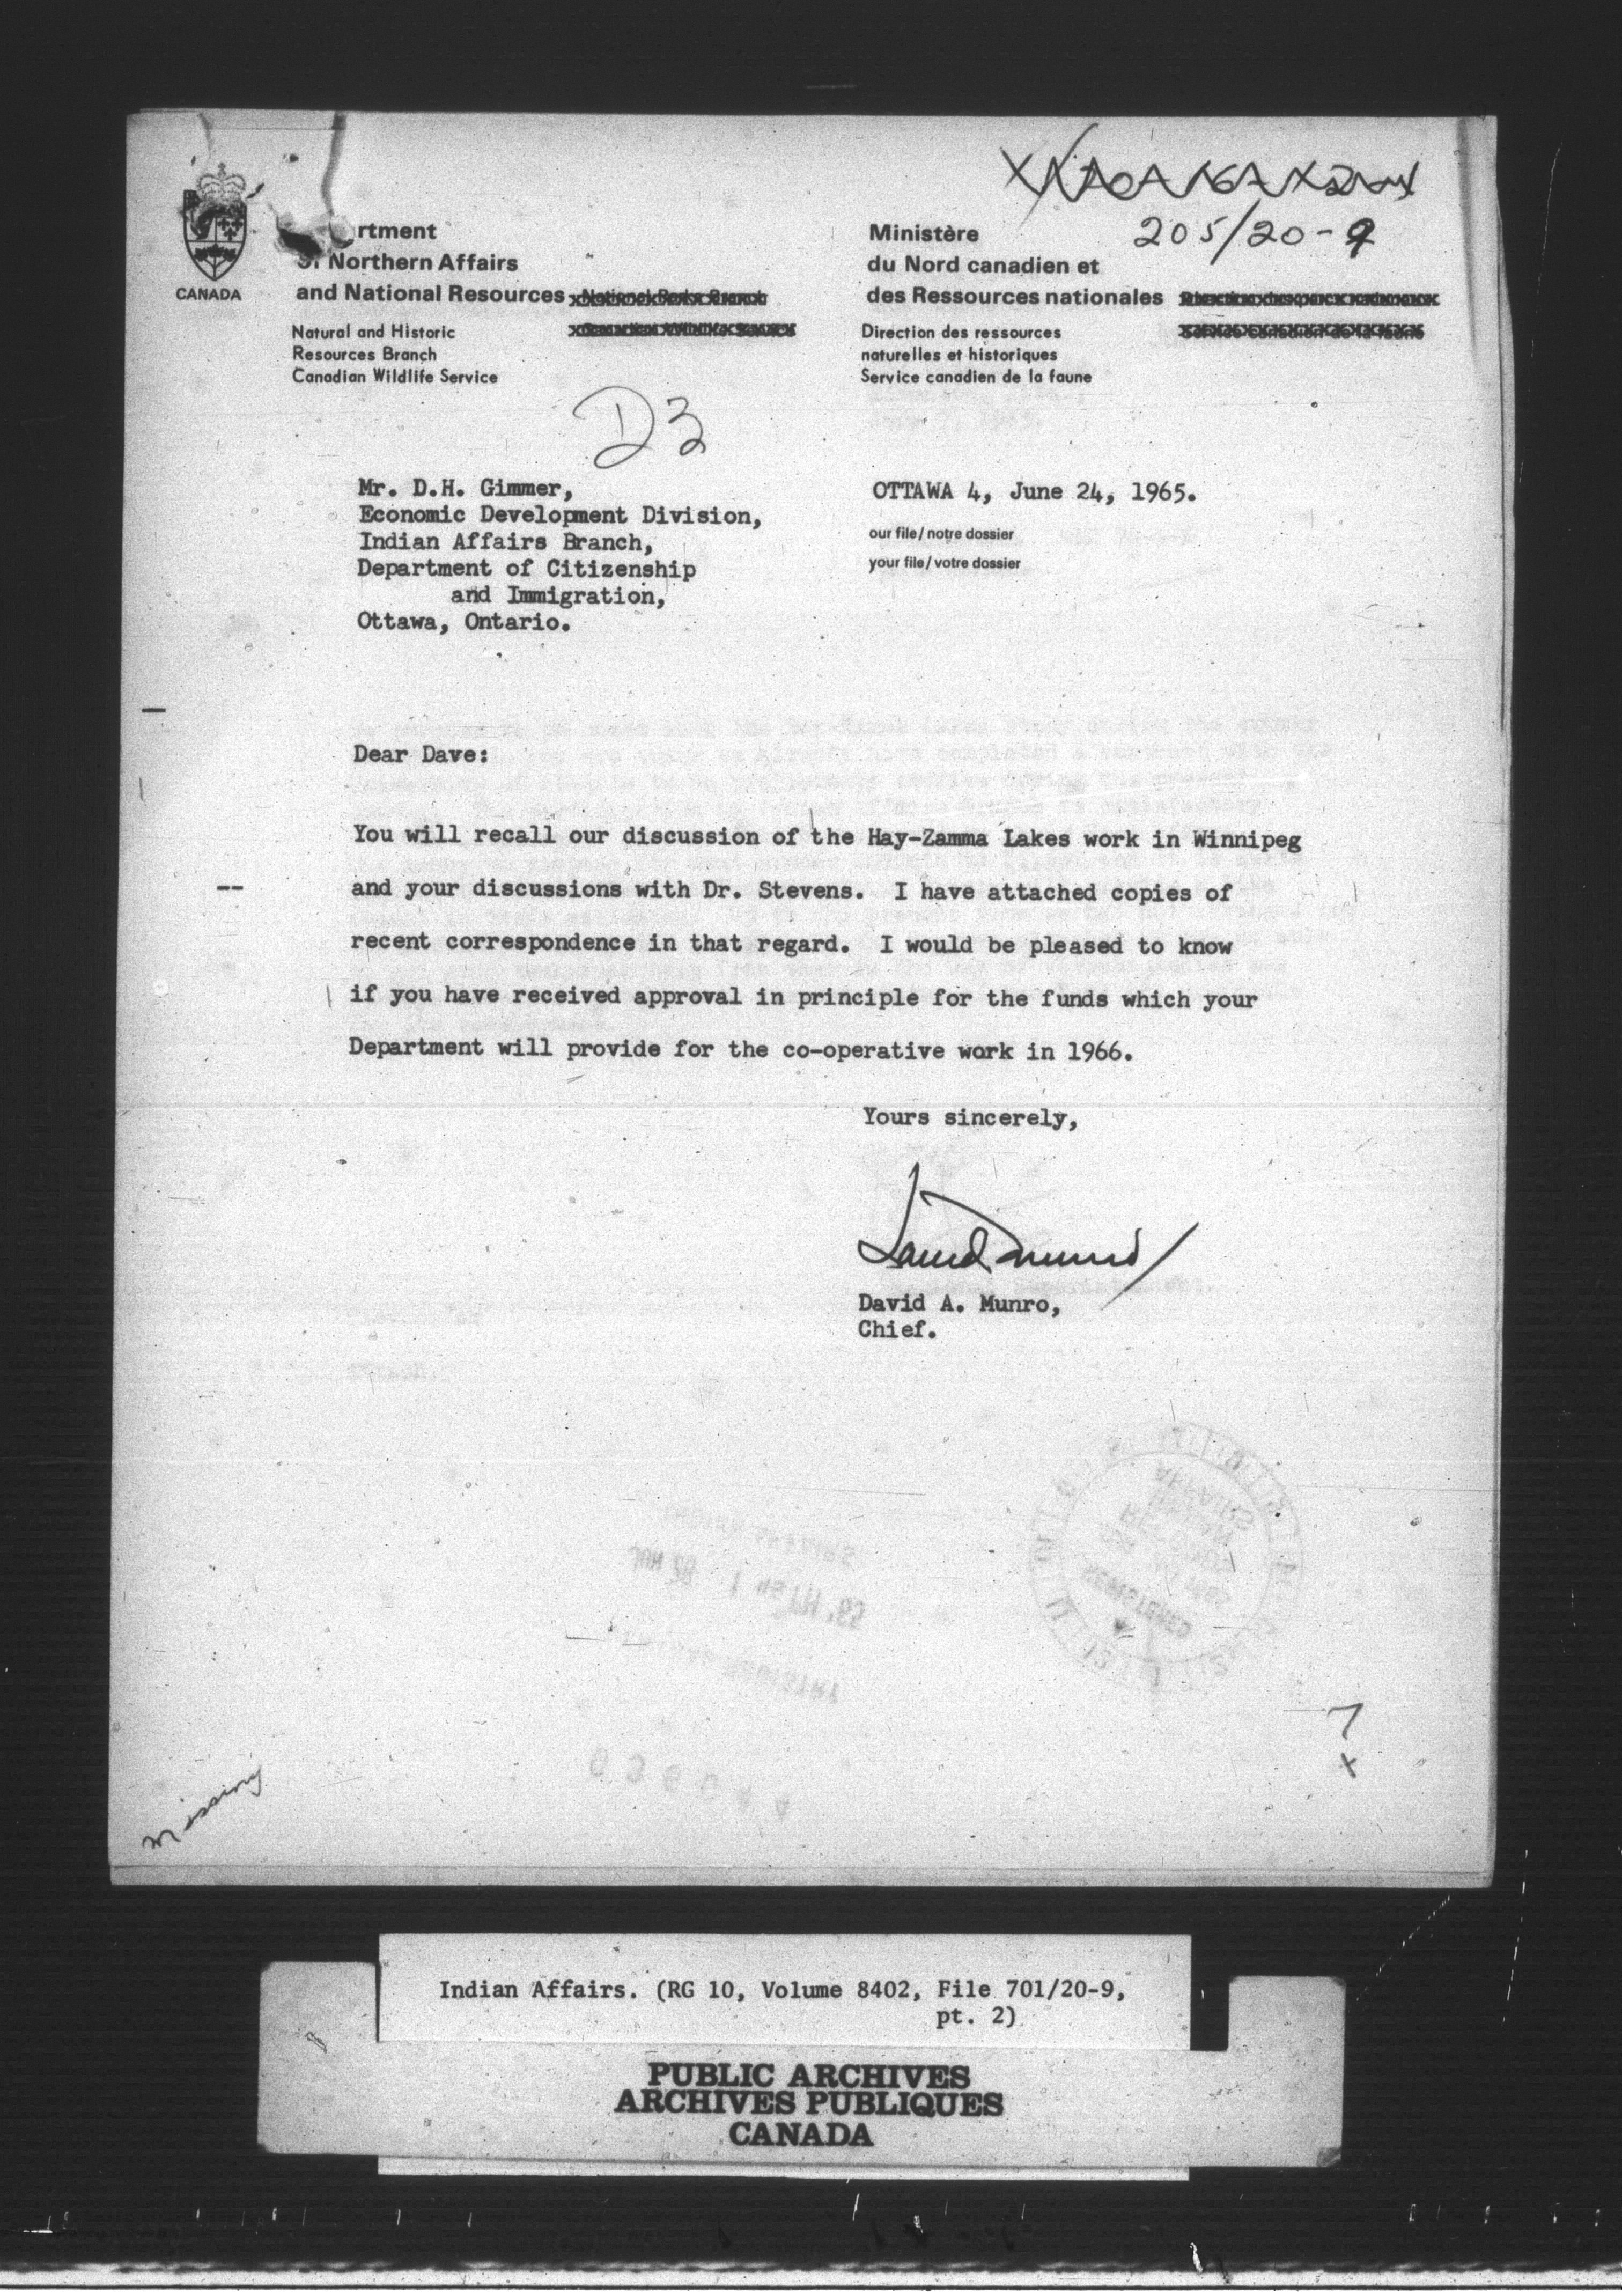 205/20-9
CANADA
rtment
of Northern Affairs
and National Resources
Natural and Historic
Resources Branch
Canadian Wildlife Service
Ministère
du Nord canadien et
des Ressources nationales
Direction des ressources
naturelles et historiques
Service canadien de la faune
D3
Mr. D.H. Gimmer,
Economic Development Division,
Indian Affairs Branch,
Department of Citizenship
and Immigration,
Ottawa, Ontario.
OTTAWA 4, June 24, 1965.
our file/notre dossier
your file/votre dossier
Dear Dave:
You will recall our discussion of the Hay-Zamma Lakes work in Winnipeg
and your discussions with Dr. Stevens. I have attached copies of
recent correspondence in that regard. I would be pleased to know
if you have received approval in principle for the funds which your
Department will provide for the co-operative work in 1966.
Yours sincerely,
David Munro
David A. Munro,
Chief.
missing
Indian Affairs. (RG 10, Volume 8402, File 701/20-9,
pt. 2)
PUBLIC ARCHIVES
ARCHIVES PUBLIQUES
CANADA